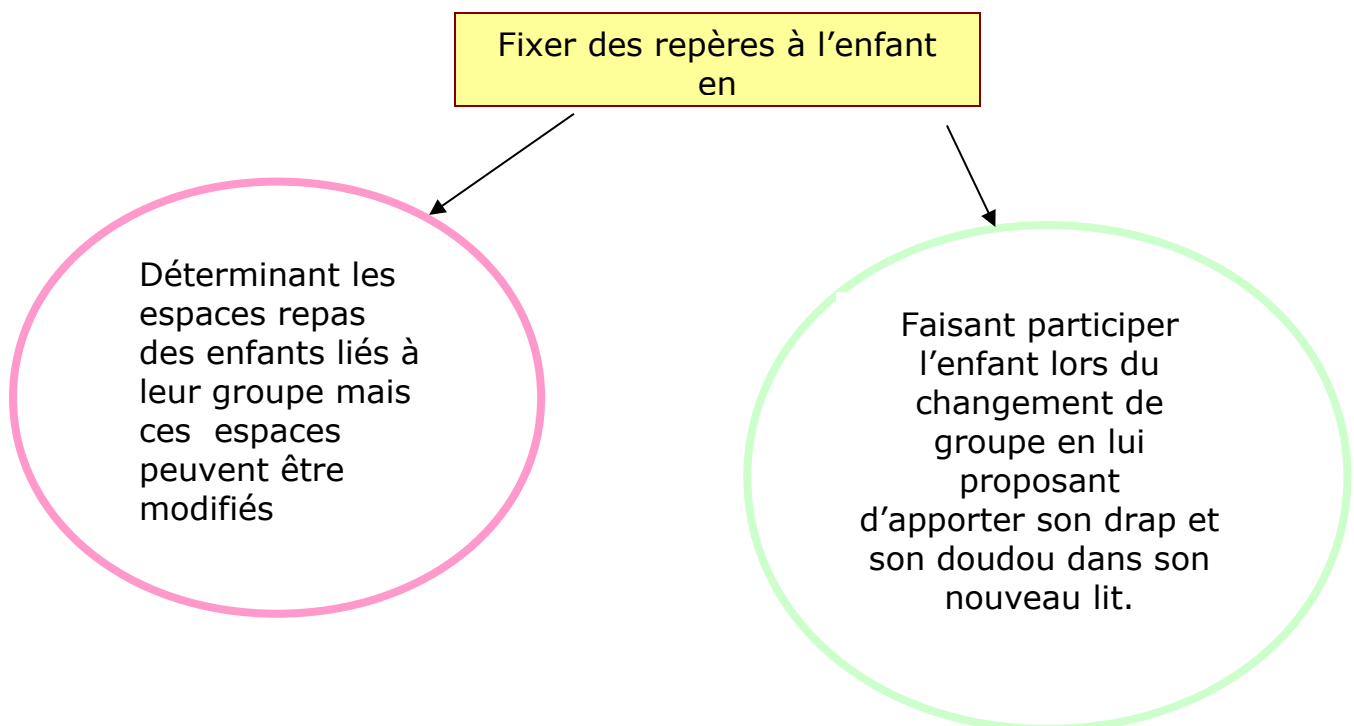 Fixer des repères à l’enfant
en
Déterminant les
espaces repas
des enfants liés à
leur groupe mais
ces  espaces
peuvent être
modifiés
Faisant participer
l’enfant lors du
changement de
groupe en lui
proposant
d’apporter son drap et
son doudou dans son
nouveau lit.